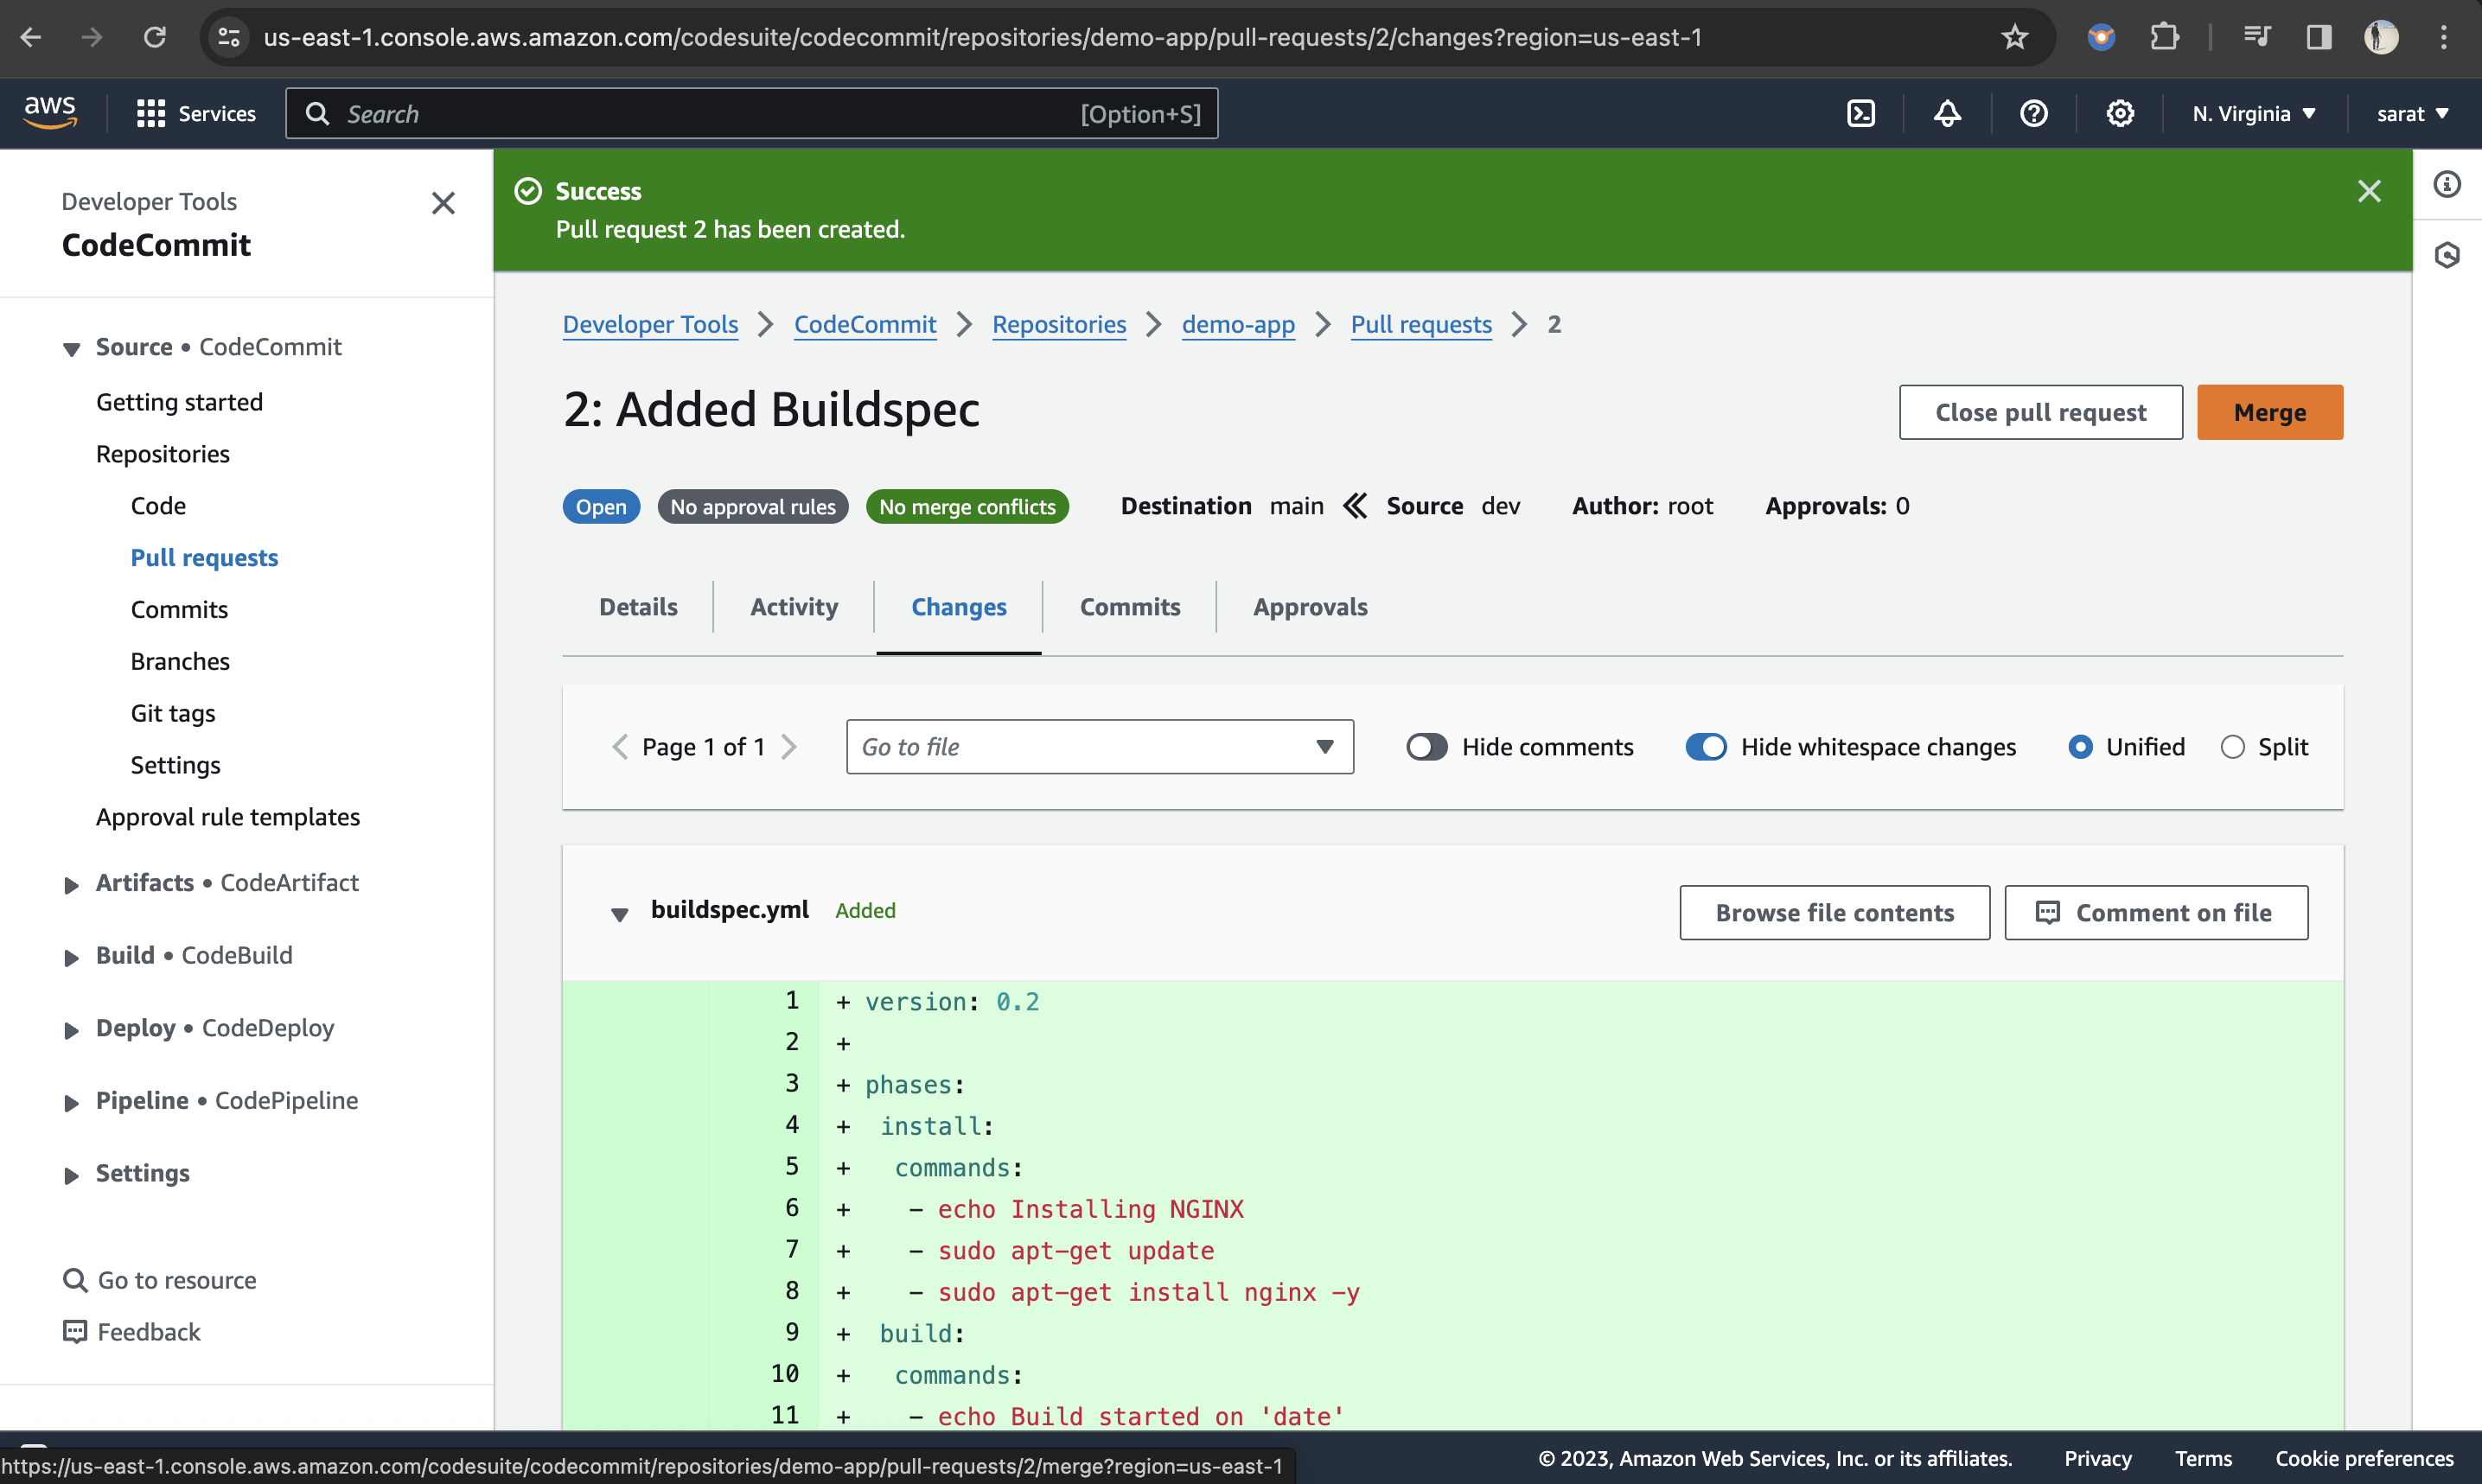 us-east-1.console.aws.amazon.com/codesuite/codecommit/repositories/demo-app/pull-requests/2/changes?region=us-east-1
aws
Services
Search
[Option+S]
N. Virginia
sarat
Developer Tools
CodeCommit
Source • CodeCommit
Getting started
Repositories
Code
Pull requests
Commits
Branches
Git tags
Settings
Approval rule templates
Artifacts • CodeArtifact
Build • CodeBuild
Deploy • CodeDeploy
Pipeline • CodePipeline
Settings
Go to resource
Feedback
Success
Pull request 2 has been created.
Developer Tools > CodeCommit > Repositories > demo-app > Pull requests > 2
2: Added Buildspec
Close pull request
Merge
Open
No approval rules
No merge conflicts
Destination main
Source dev
Author: root
Approvals: 0
Details
Activity
Changes
Commits
Approvals
Page 1 of 1
Go to file
Hide comments
Hide whitespace changes
Unified
Split
buildspec.yml Added
Browse file contents
Comment on file
1 + version: 0.2
2 +
3 + phases:
4 +  install:
5 +   commands:
6 +    - echo Installing NGINX
7 +    - sudo apt-get update
8 +    - sudo apt-get install nginx -y
9 +  build:
10 +   commands:
11 +    - echo Build started on 'date'
https://us-east-1.console.aws.amazon.com/codesuite/codecommit/repositories/demo-app/pull-requests/2/merge?region=us-east-1
© 2023, Amazon Web Services, Inc. or its affiliates.
Privacy
Terms
Cookie preferences